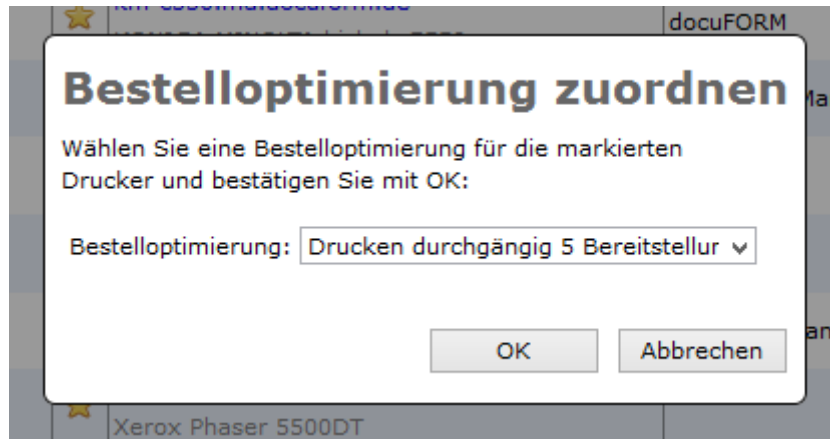 docuFORM
Bestelloptimierung zuordnen
Wählen Sie eine Bestelloptimierung für die markierten
Drucker und bestätigen Sie mit OK:
Bestelloptimierung: Drucken durchgängig 5 Bereitstellur
OK Abbrechen
Xerox Phaser 5500DT